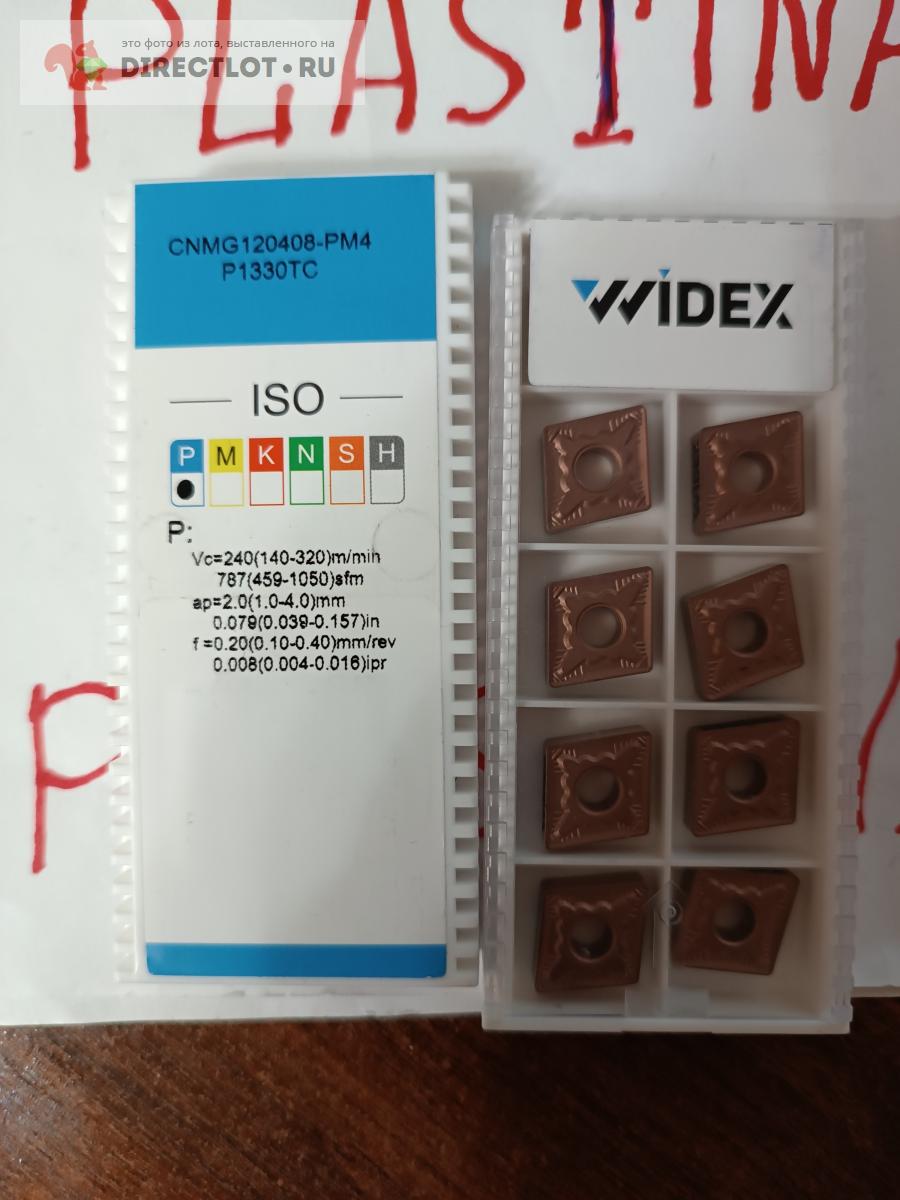 это фото из лота, выставленного на
DIRECTLOT.RU
PLASTINA
CNMG120408-PM4
P1330TC
WIDEX
ISO
P M K N S H
P:
Vc=240(140-320)m/min
787(459-1050)sfm
ap=2.0(1.0-4.0)mm
0.079(0.039-0.157)in
f =0.20(0.10-0.40)mm/rev
0.008(0.004-0.016)ipr